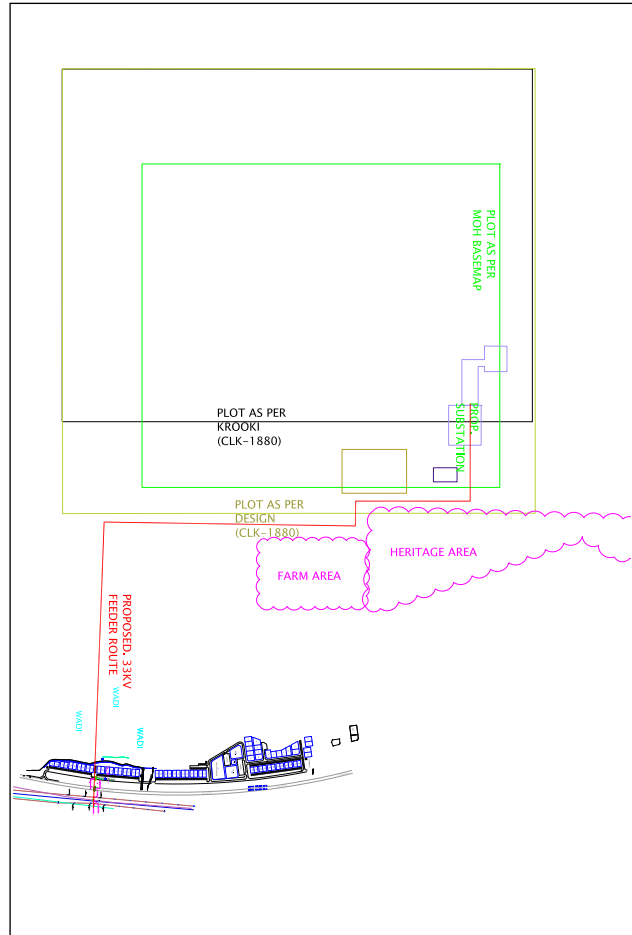 PLOT AS PER
MOH BASEMAP
PROP.
SUBSTATION
PLOT AS PER
KROOKI
(CLK-1880)
PLOT AS PER
DESIGN
(CLK-1880)
HERITAGE AREA
FARM AREA
PROPOSED. 33KV
FEEDER ROUTE
WADI
WADI
WADI